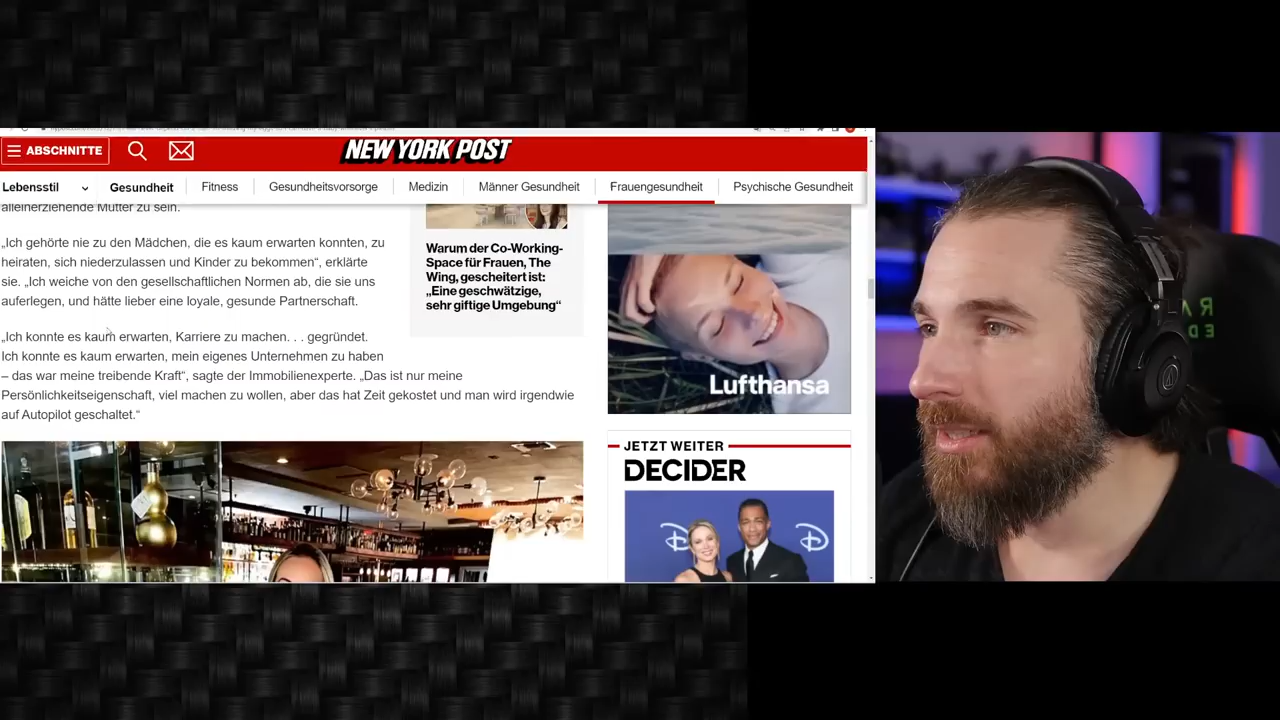 ABSCHNITTE
NEW YORK POST
Lebensstil
Gesundheit
Fitness
Gesundheitsvorsorge
Medizin
Männer Gesundheit
Frauengesundheit
Psychische Gesundheit
alleinerziehende Mutter zu sein.
„Ich gehörte nie zu den Mädchen, die es kaum erwarten konnten, zu
heiraten, sich niederzulassen und Kinder zu bekommen“, erklärte
sie. „Ich weiche von den gesellschaftlichen Normen ab, die sie uns
auferlegen, und hätte lieber eine loyale, gesunde Partnerschaft.
„Ich konnte es kaum erwarten, Karriere zu machen. . . gegründet.
Ich konnte es kaum erwarten, mein eigenes Unternehmen zu haben
– das war meine treibende Kraft“, sagte der Immobilienexperte. „Das ist nur meine
Persönlichkeitseigenschaft, viel machen zu wollen, aber das hat Zeit gekostet und man wird irgendwie
auf Autopilot geschaltet.“
Warum der Co-Working-
Space für Frauen, The
Wing, gescheitert ist:
„Eine geschwätzige,
sehr giftige Umgebung“
Lufthansa
JETZT WEITER
DECIDER